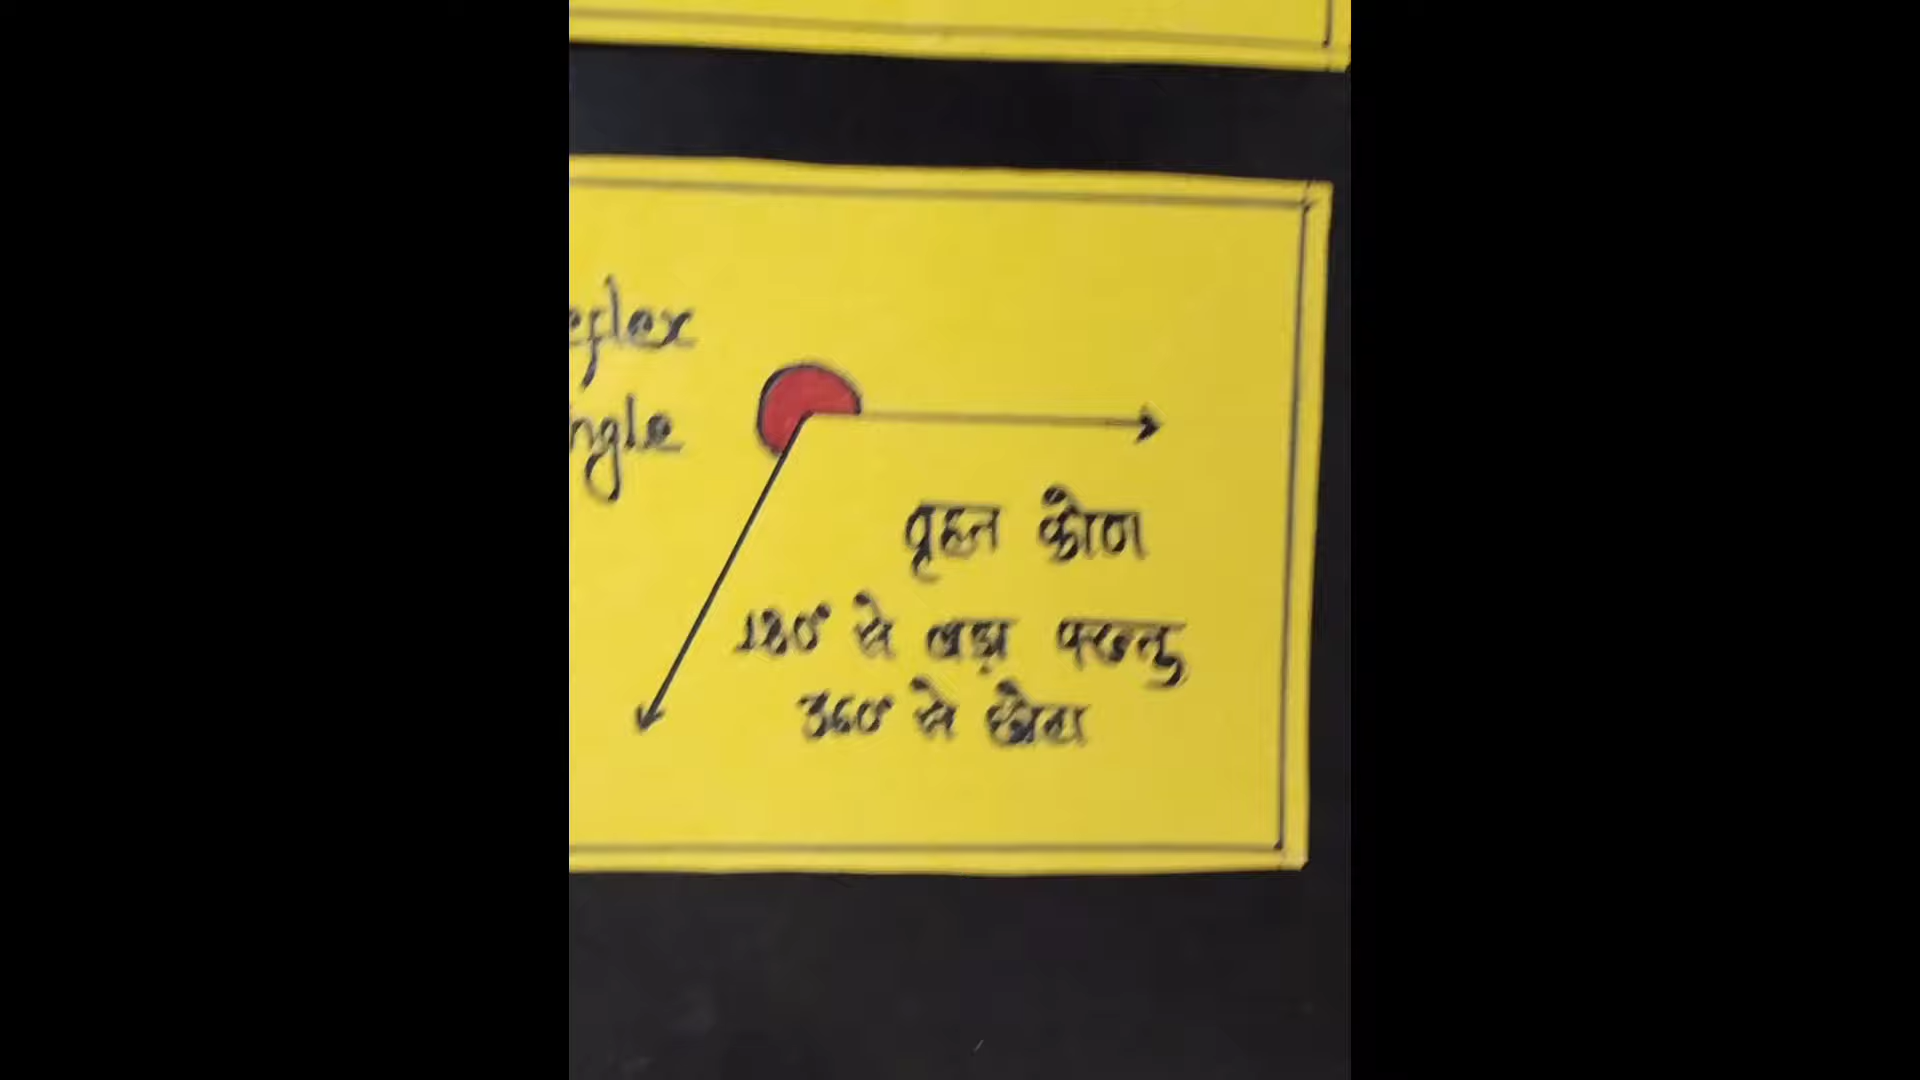 eflex
ngle
वृहत कोण
180° से बड़ा परन्तु
360° से छोटा